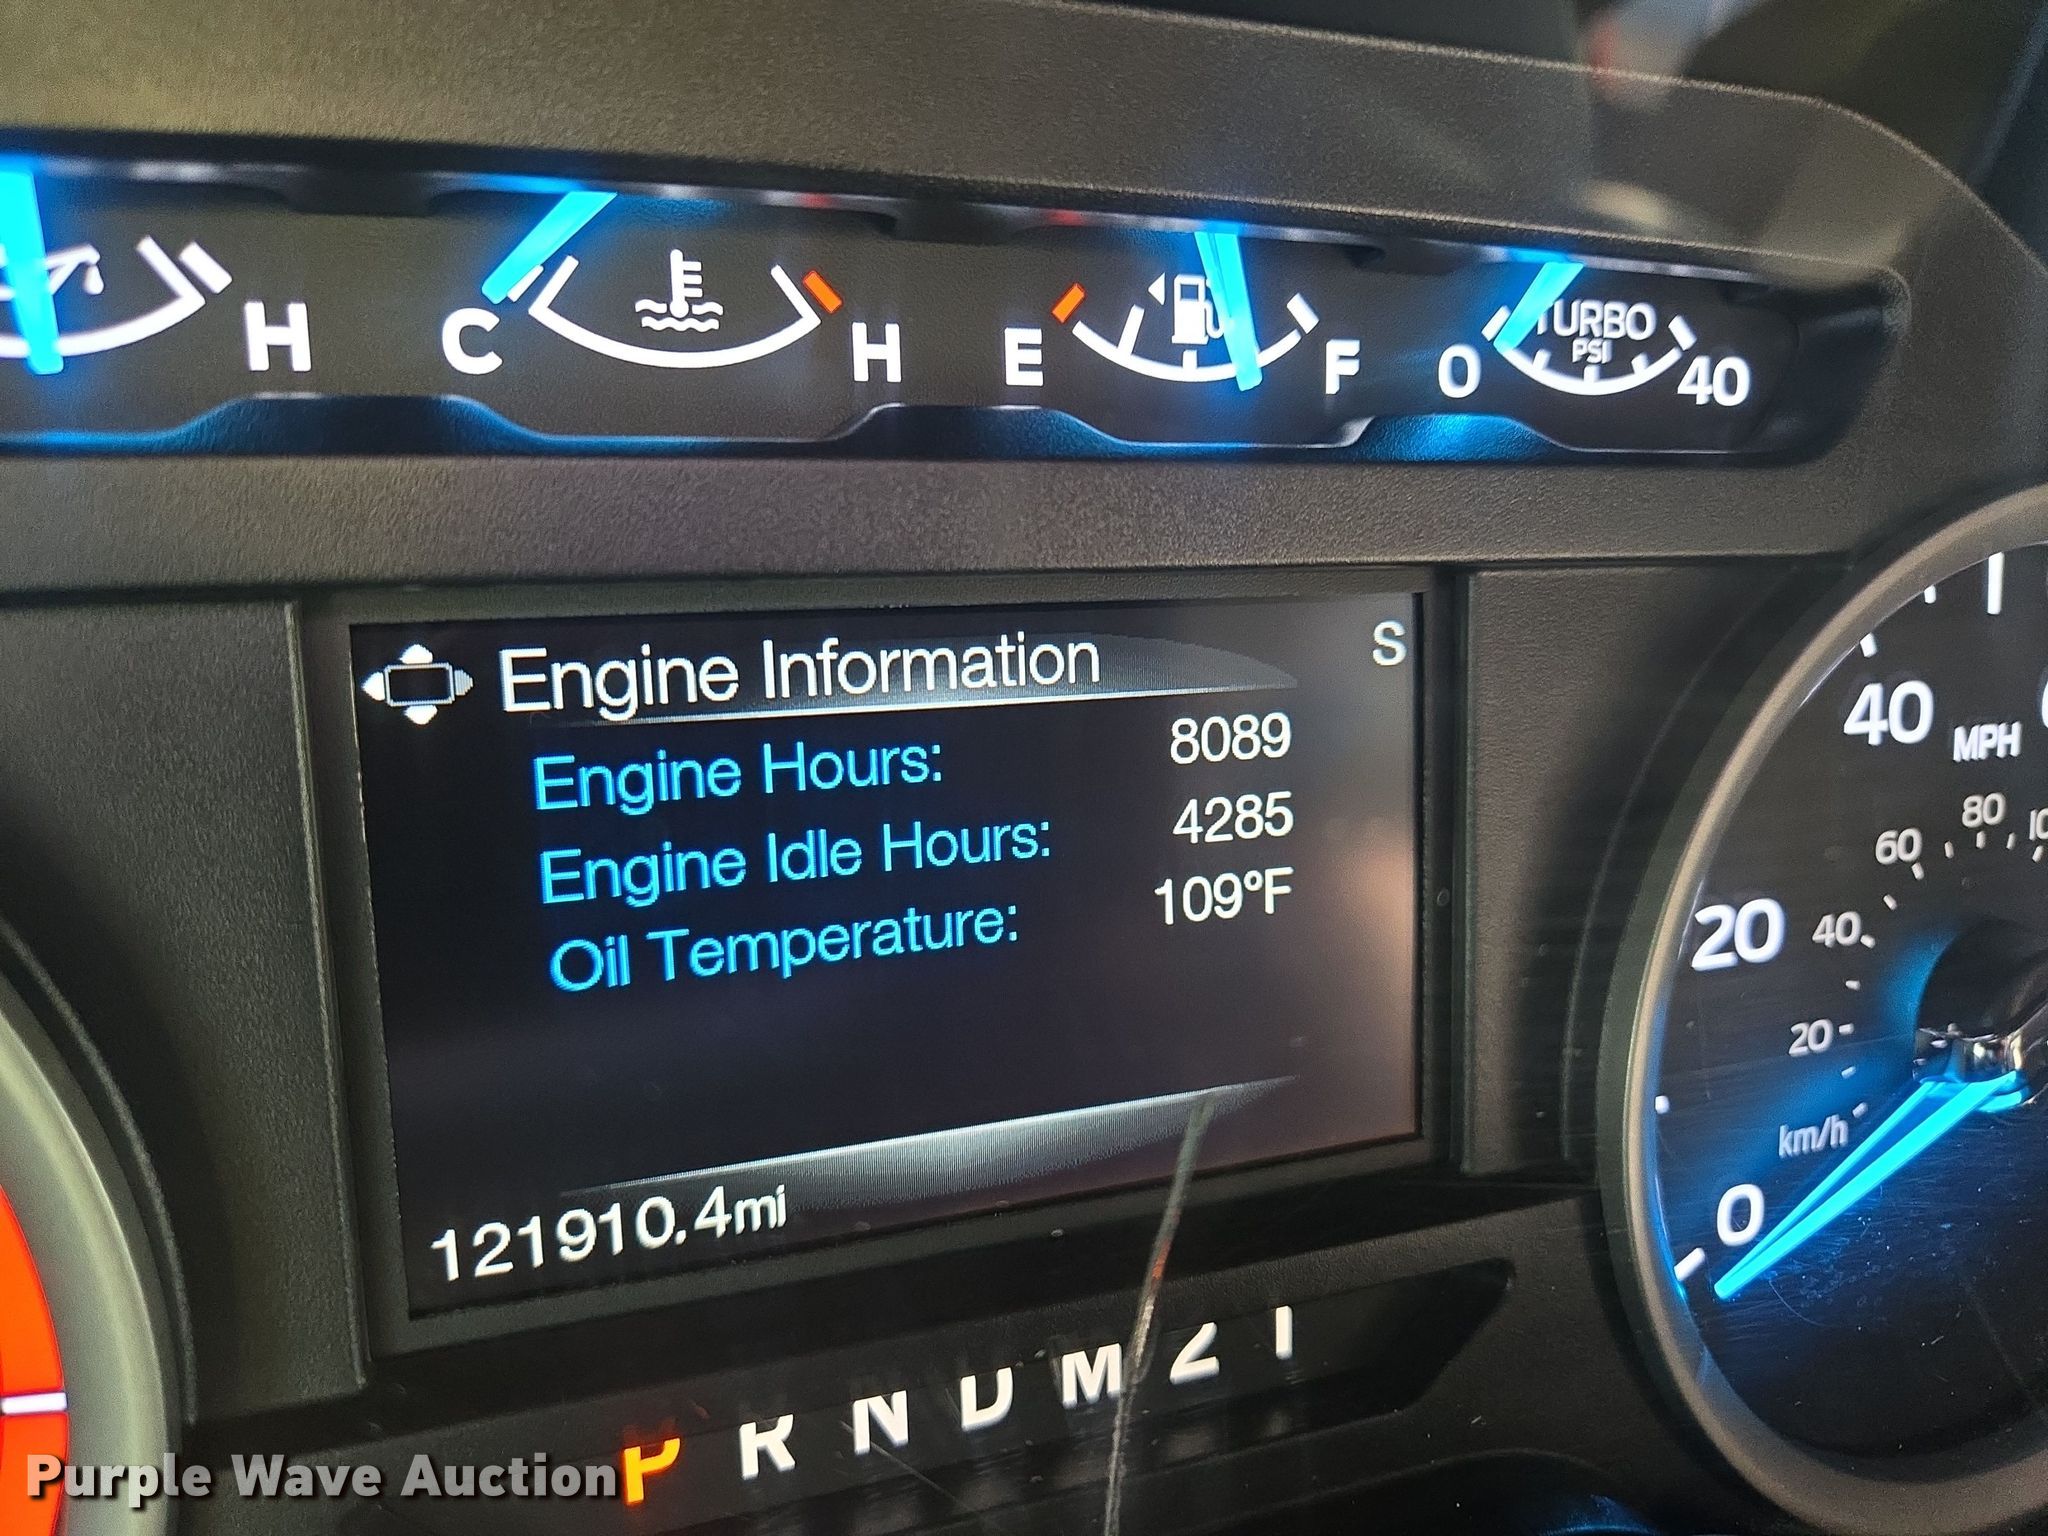 H C H E F 0 TURBO PSI 40
Engine Information S
Engine Hours: 8089
Engine Idle Hours: 4285
Oil Temperature: 109°F
121910.4mi
P R N D M 2 1
40 MPH
60 80
20 40
20
km/h
0
Purple Wave Auction